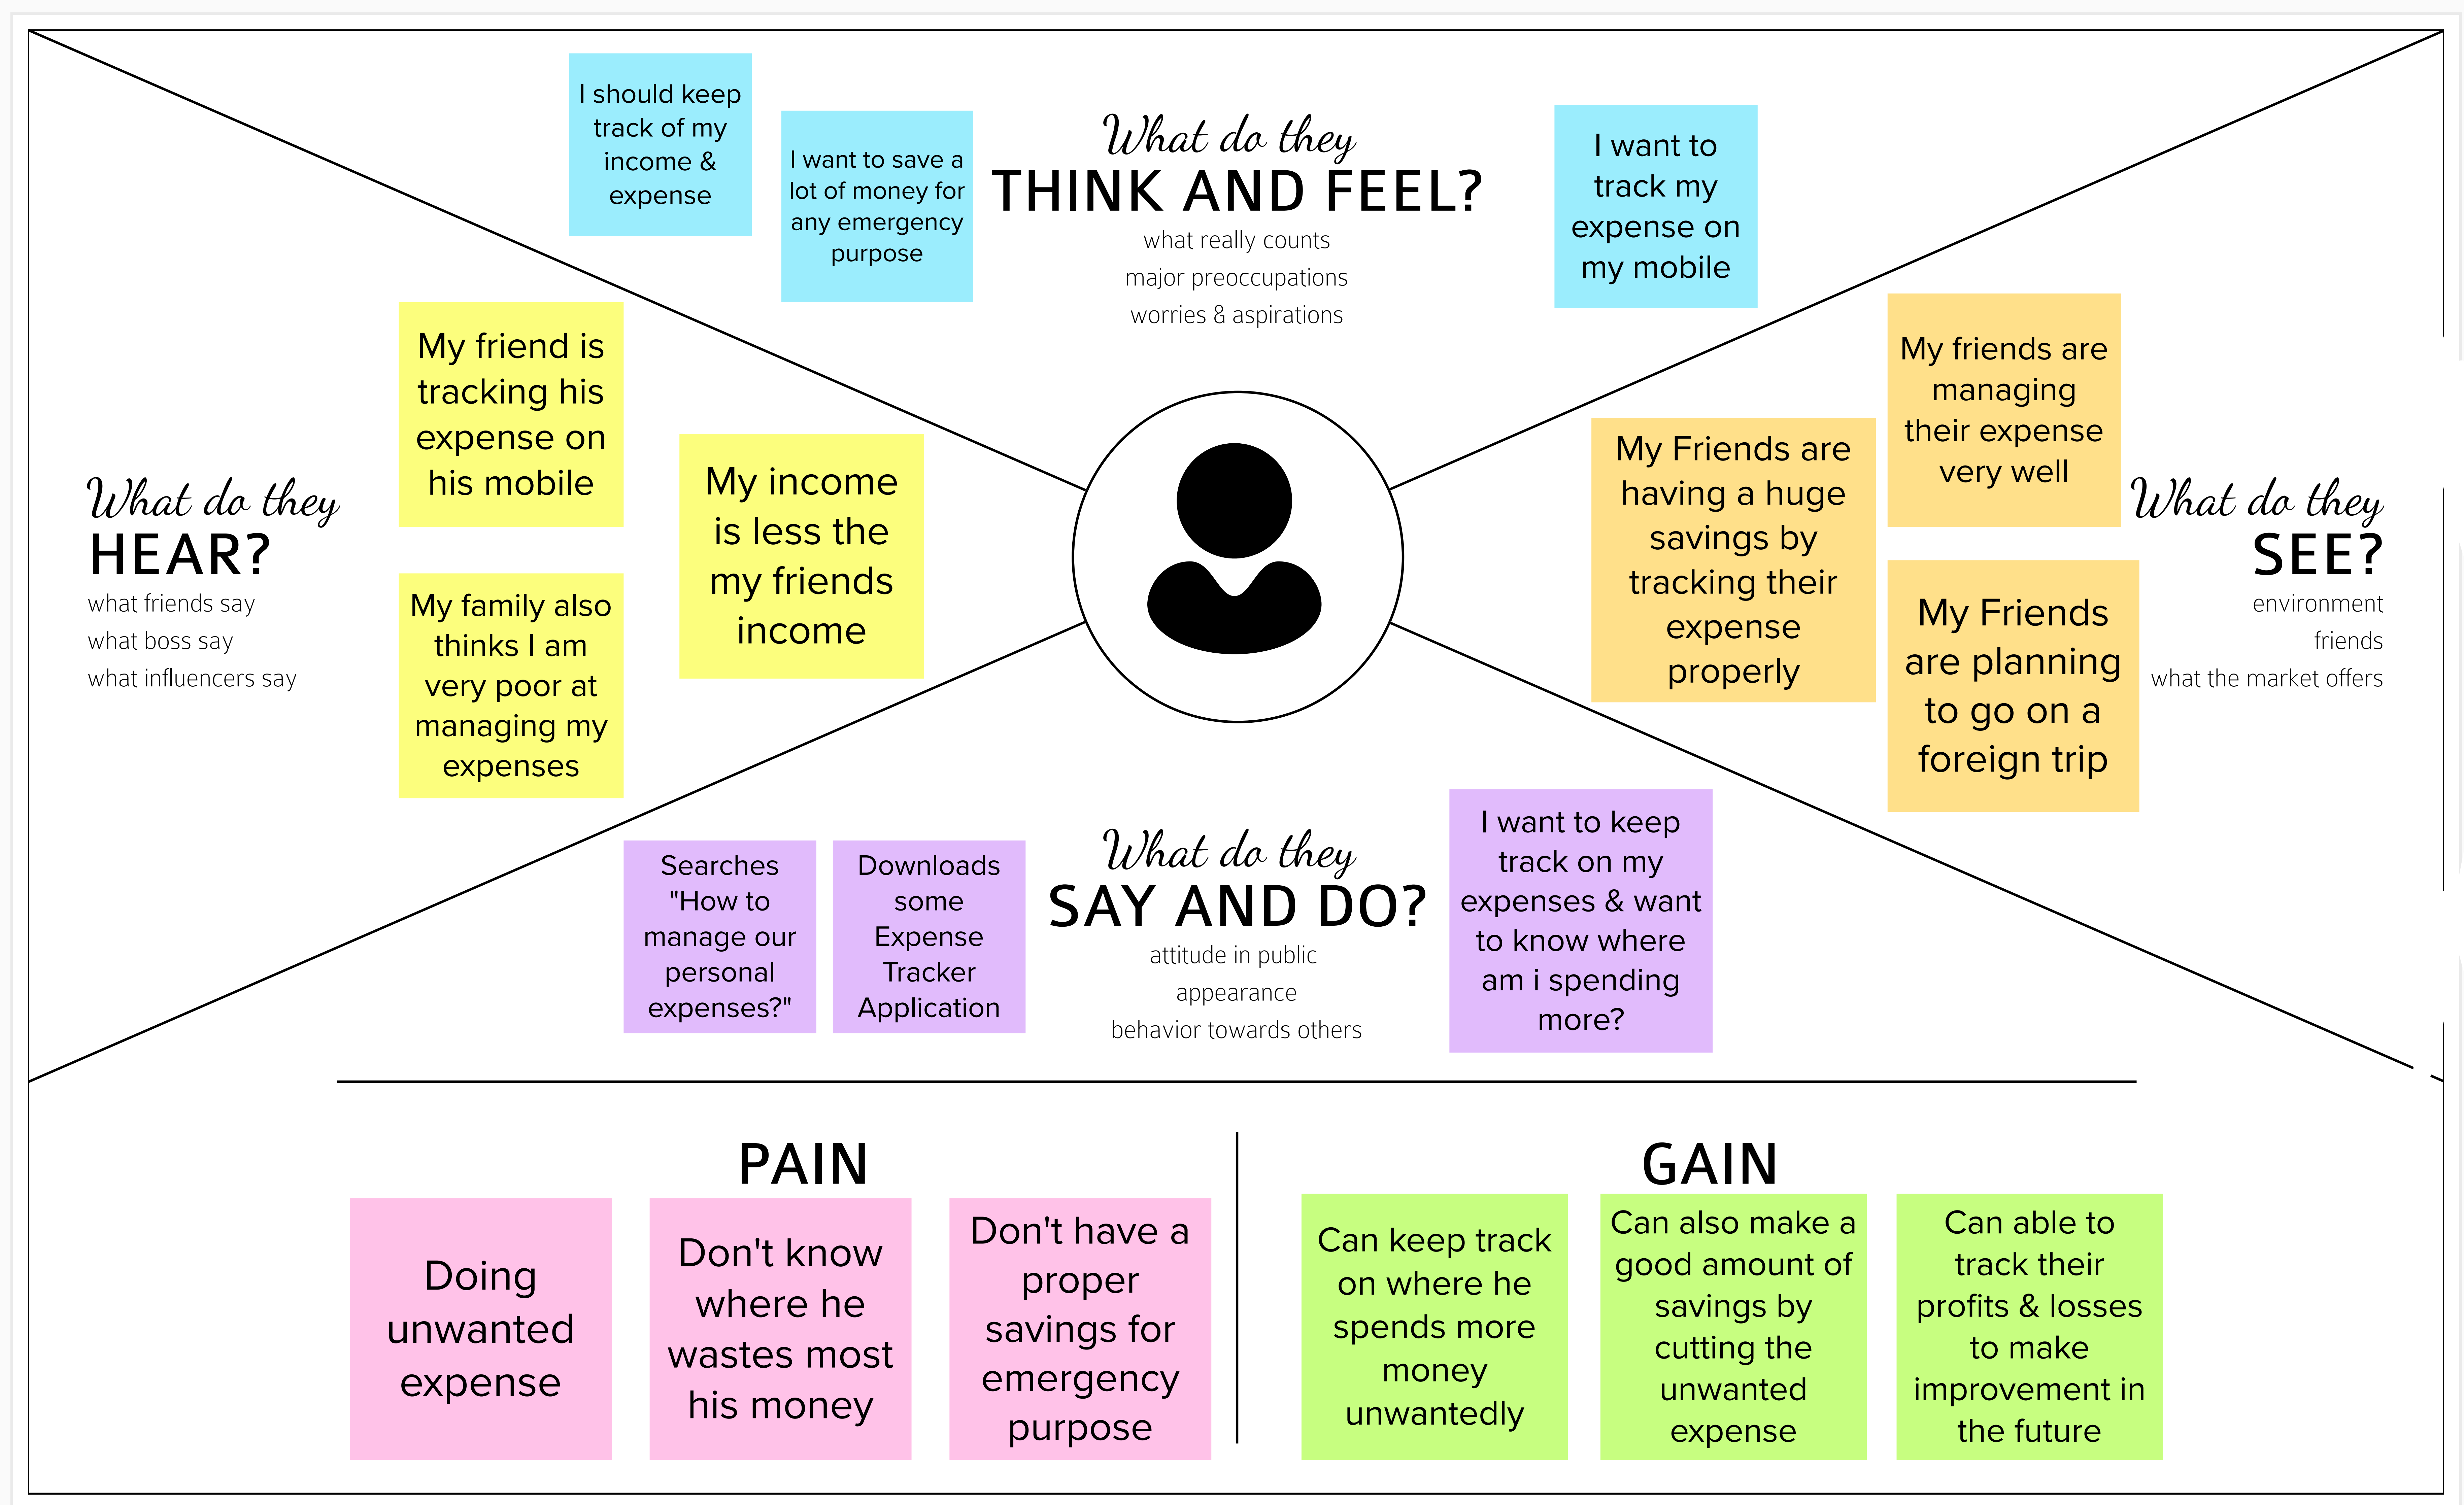 I should keep
track of my
income &
expense
I want to save a
lot of money for
any emergency
purpose
What do they
THINK AND FEEL?
what really counts
major preoccupations
worries & aspirations
I want to
track my
expense on
my mobile
What do they
HEAR?
what friends say
what boss say
what influencers say
My friend is
tracking his
expense on
his mobile
My family also
thinks I am
very poor at
managing my
expenses
My income
is less the
my friends
income
My Friends are
having a huge
savings by
tracking their
expense
properly
My friends are
managing
their expense
very well
My Friends
are planning
to go on a
foreign trip
What do they
SEE?
environment
friends
what the market offers
Searches
"How to
manage our
personal
expenses?"
Downloads
some
Expense
Tracker
Application
What do they
SAY AND DO?
attitude in public
appearance
behavior towards others
I want to keep
track on my
expenses & want
to know where
am i spending
more?
PAIN
Doing
unwanted
expense
Don't know
where he
wastes most
his money
Don't have a
proper
savings for
emergency
purpose
GAIN
Can keep track
on where he
spends more
money
unwantedly
Can also make a
good amount of
savings by
cutting the
unwanted
expense
Can able to
track their
profits & losses
to make
improvement in
the future